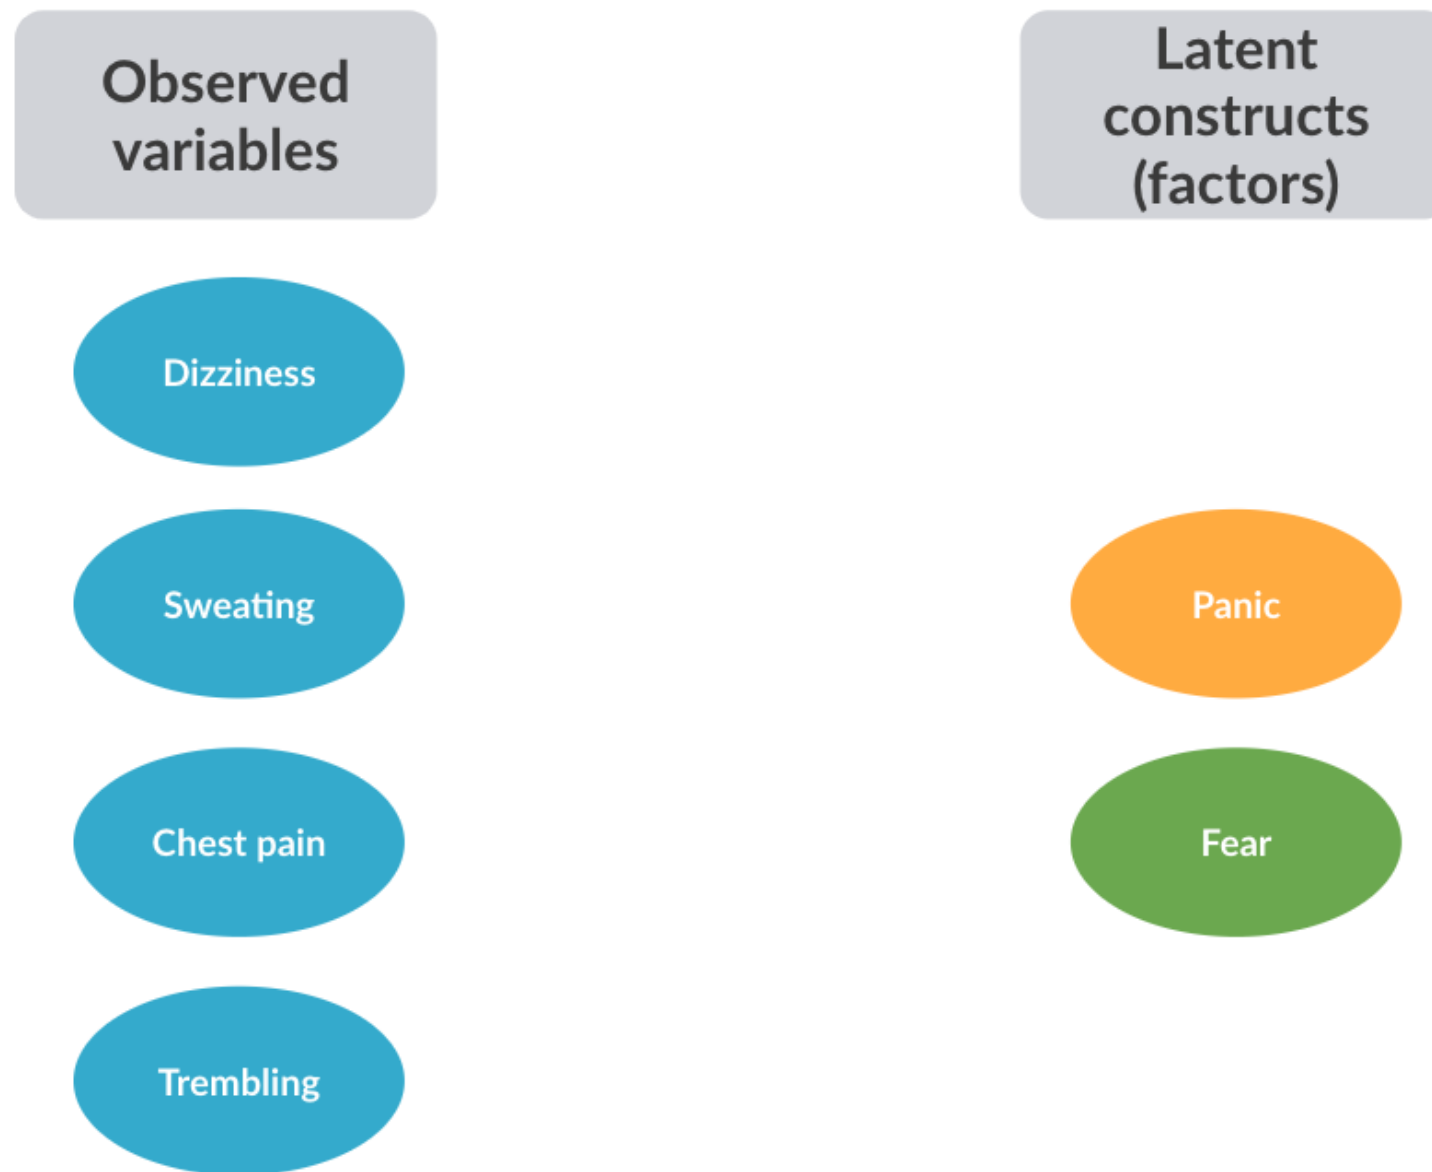 Observed
variables
Latent
constructs
(factors)
Dizziness
Sweating
Panic
Chest pain
Fear
Trembling